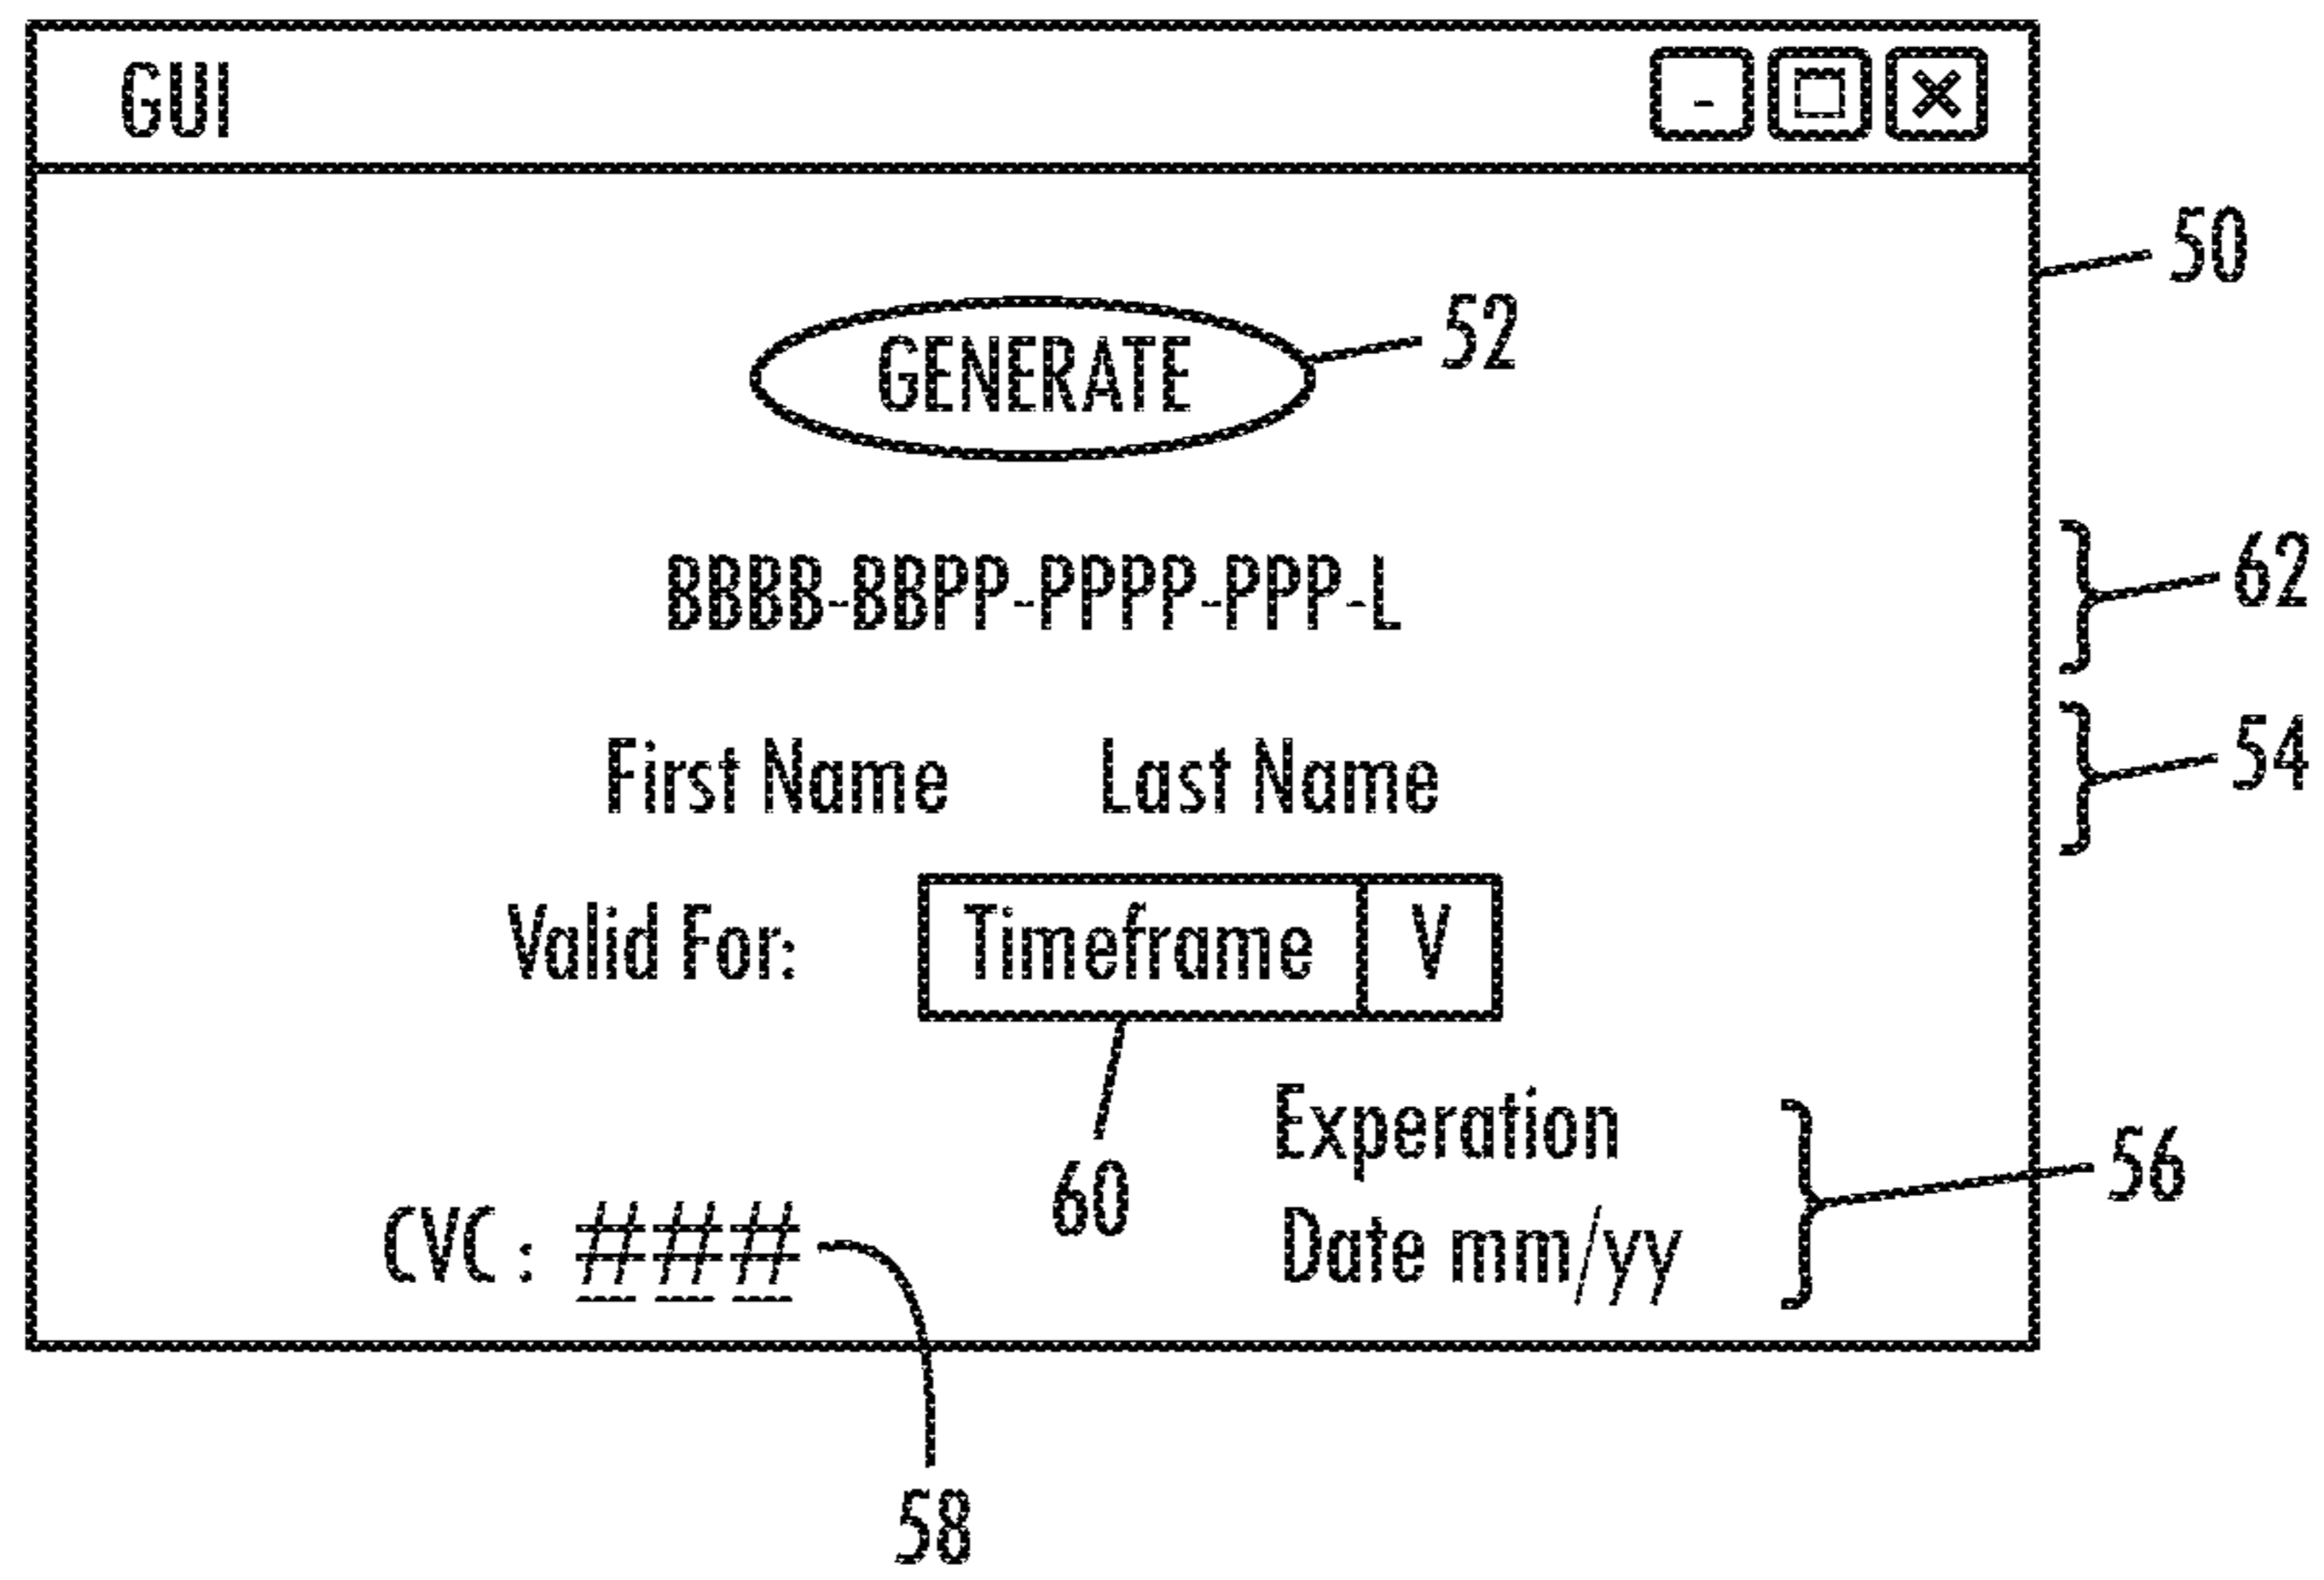 GUI - X
50
GENERATE 52
BBBB-BBPP-PPPP-PPP-L 62
First Name Last Name 54
Valid For: Timeframe V
60
Experation
56
CVC: ### Date mm/yy
58